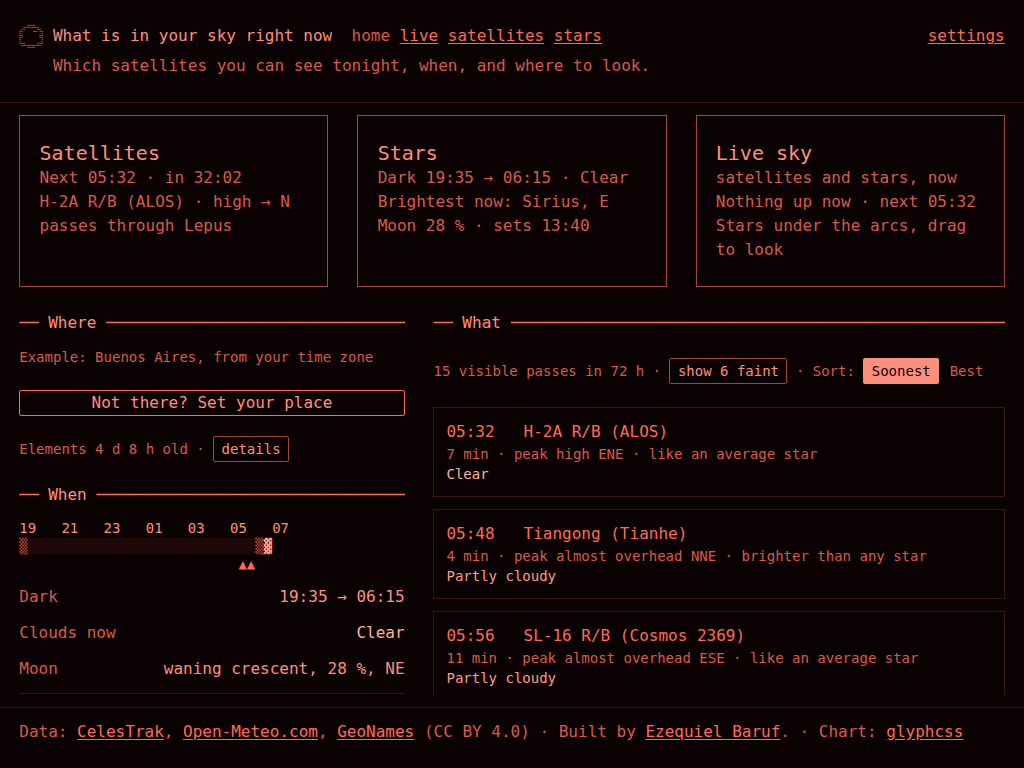 What is in your sky right now home live satellites stars settings
Which satellites you can see tonight, when, and where to look.
Satellites
Next 05:32 · in 32:02
H-2A R/B (ALOS) · high → N
passes through Lepus
Stars
Dark 19:35 → 06:15 · Clear
Brightest now: Sirius, E
Moon 28 % · sets 13:40
Live sky
satellites and stars, now
Nothing up now · next 05:32
Stars under the arcs, drag
to look
Where
Example: Buenos Aires, from your time zone
Not there? Set your place
Elements 4 d 8 h old · details
When
19 21 23 01 03 05 07
▲▲
Dark 19:35 → 06:15
Clouds now Clear
Moon waning crescent, 28 %, NE
What
15 visible passes in 72 h · show 6 faint · Sort: Soonest Best
05:32 H-2A R/B (ALOS)
7 min · peak high ENE · like an average star
Clear
05:48 Tiangong (Tianhe)
4 min · peak almost overhead NNE · brighter than any star
Partly cloudy
05:56 SL-16 R/B (Cosmos 2369)
11 min · peak almost overhead ESE · like an average star
Partly cloudy
Data: CelesTrak, Open-Meteo.com, GeoNames (CC BY 4.0) · Built by Ezequiel Baruf. · Chart: glyphcss